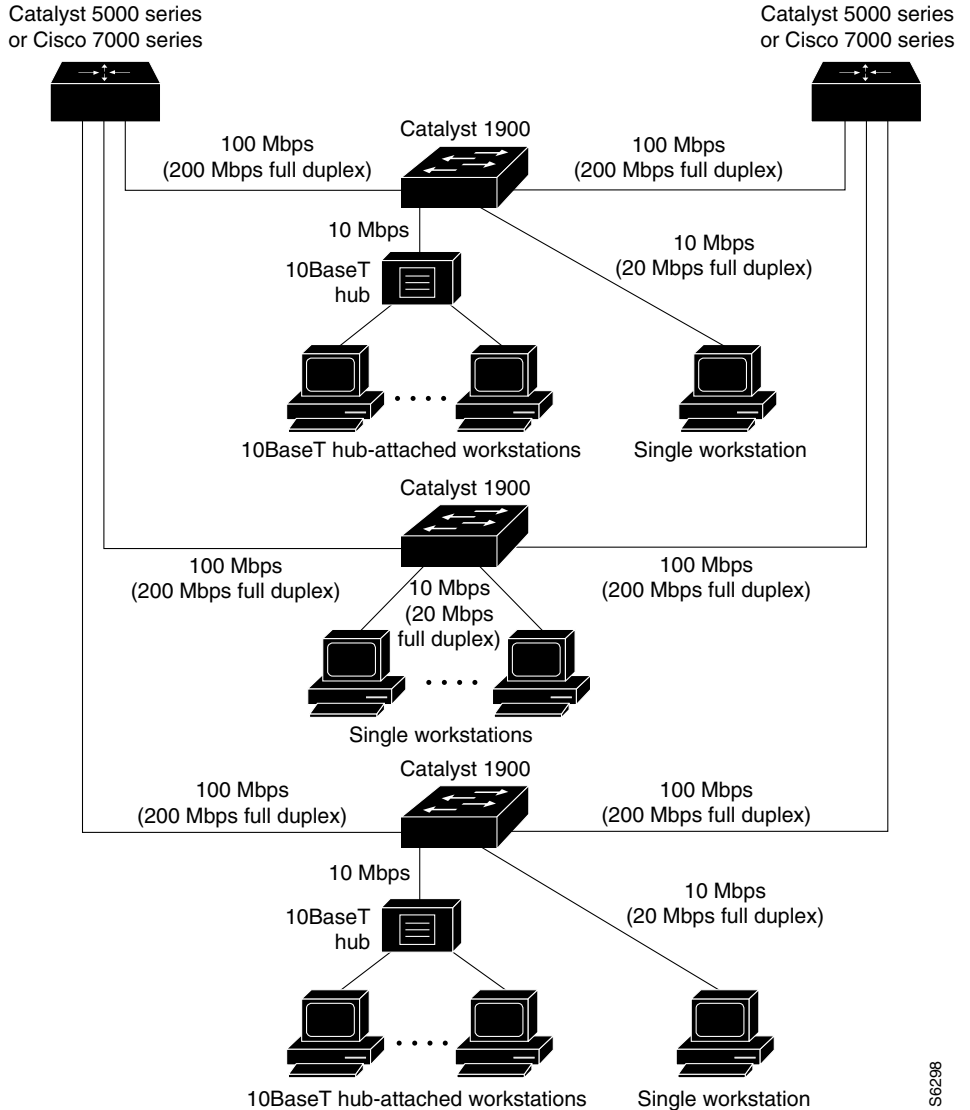 Catalyst 5000 series
or Cisco 7000 series
Catalyst 5000 series
or Cisco 7000 series
Catalyst 1900
100 Mbps
(200 Mbps full duplex)
100 Mbps
(200 Mbps full duplex)
10 Mbps
10 Mbps
(20 Mbps full duplex)
10BaseT
hub
10BaseT hub-attached workstations
Single workstation
Catalyst 1900
100 Mbps
(200 Mbps full duplex)
10 Mbps
(20 Mbps
full duplex)
100 Mbps
(200 Mbps full duplex)
Single workstations
Catalyst 1900
100 Mbps
(200 Mbps full duplex)
100 Mbps
(200 Mbps full duplex)
10 Mbps
10 Mbps
(20 Mbps full duplex)
10BaseT
hub
10BaseT hub-attached workstations
Single workstation
S6298